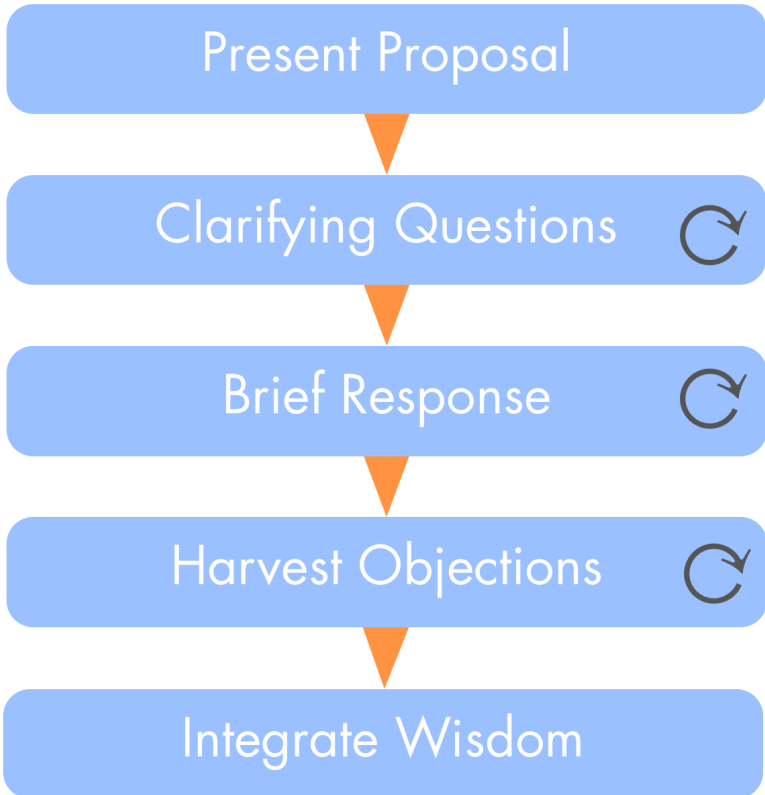 Present Proposal
Clarifying Questions
Brief Response
Harvest Objections
Integrate Wisdom